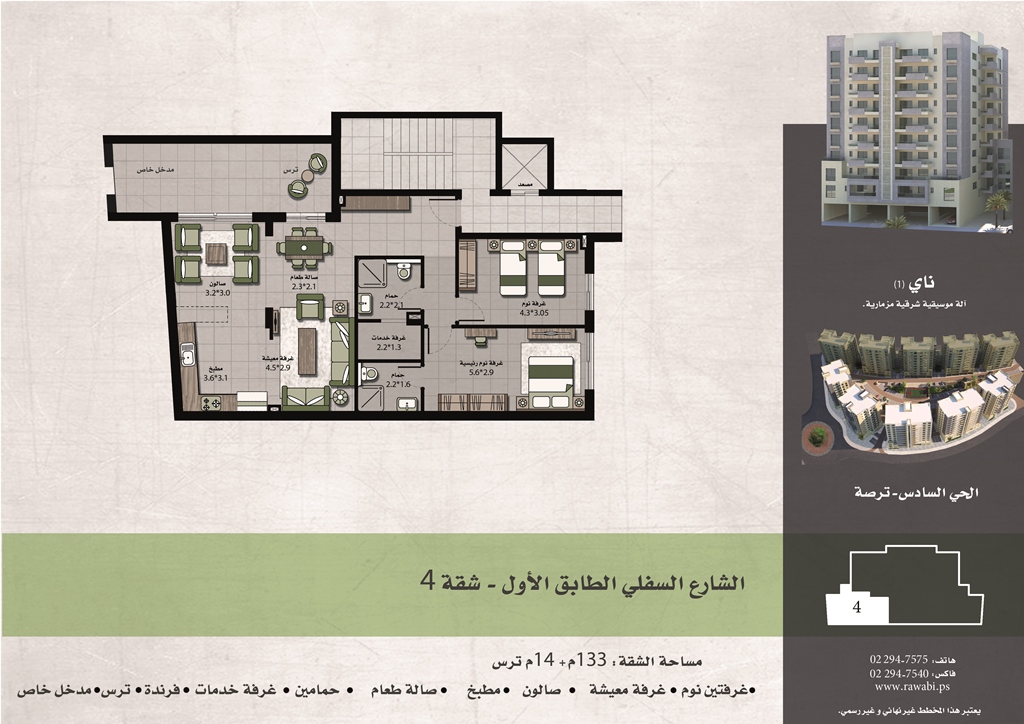 مدخل خاص
ترس
مصعد
صالون
3.2*3.0
صالة طعام
2.3*2.1
حمام
2.2*2.1
غرفة نوم
4.3*3.05
غرفة خدمات
2.2*1.3
غرفة معيشة
4.5*2.9
غرفة نوم رئيسية
5.6*2.9
مطبخ
3.6*3.1
حمام
2.2*1.6
ناي (1)
آلة موسيقية شرقية مزمارية.
الحي السادس-ترصة
4
الشارع السفلي الطابق الأول - شقة 4
مساحة الشقة: 133م+ 14م ترس
•غرفتين نوم • غرفة معيشة • صالون •مطبخ • صالة طعام • حمامين • غرفة خدمات • فرندة• ترس•مدخل خاص
هاتف: 02 294-7575
فاكس: 02 294-7540
www.rawabi.ps
يعتبر هذا المخطط غير نهائي و غير رسمي.